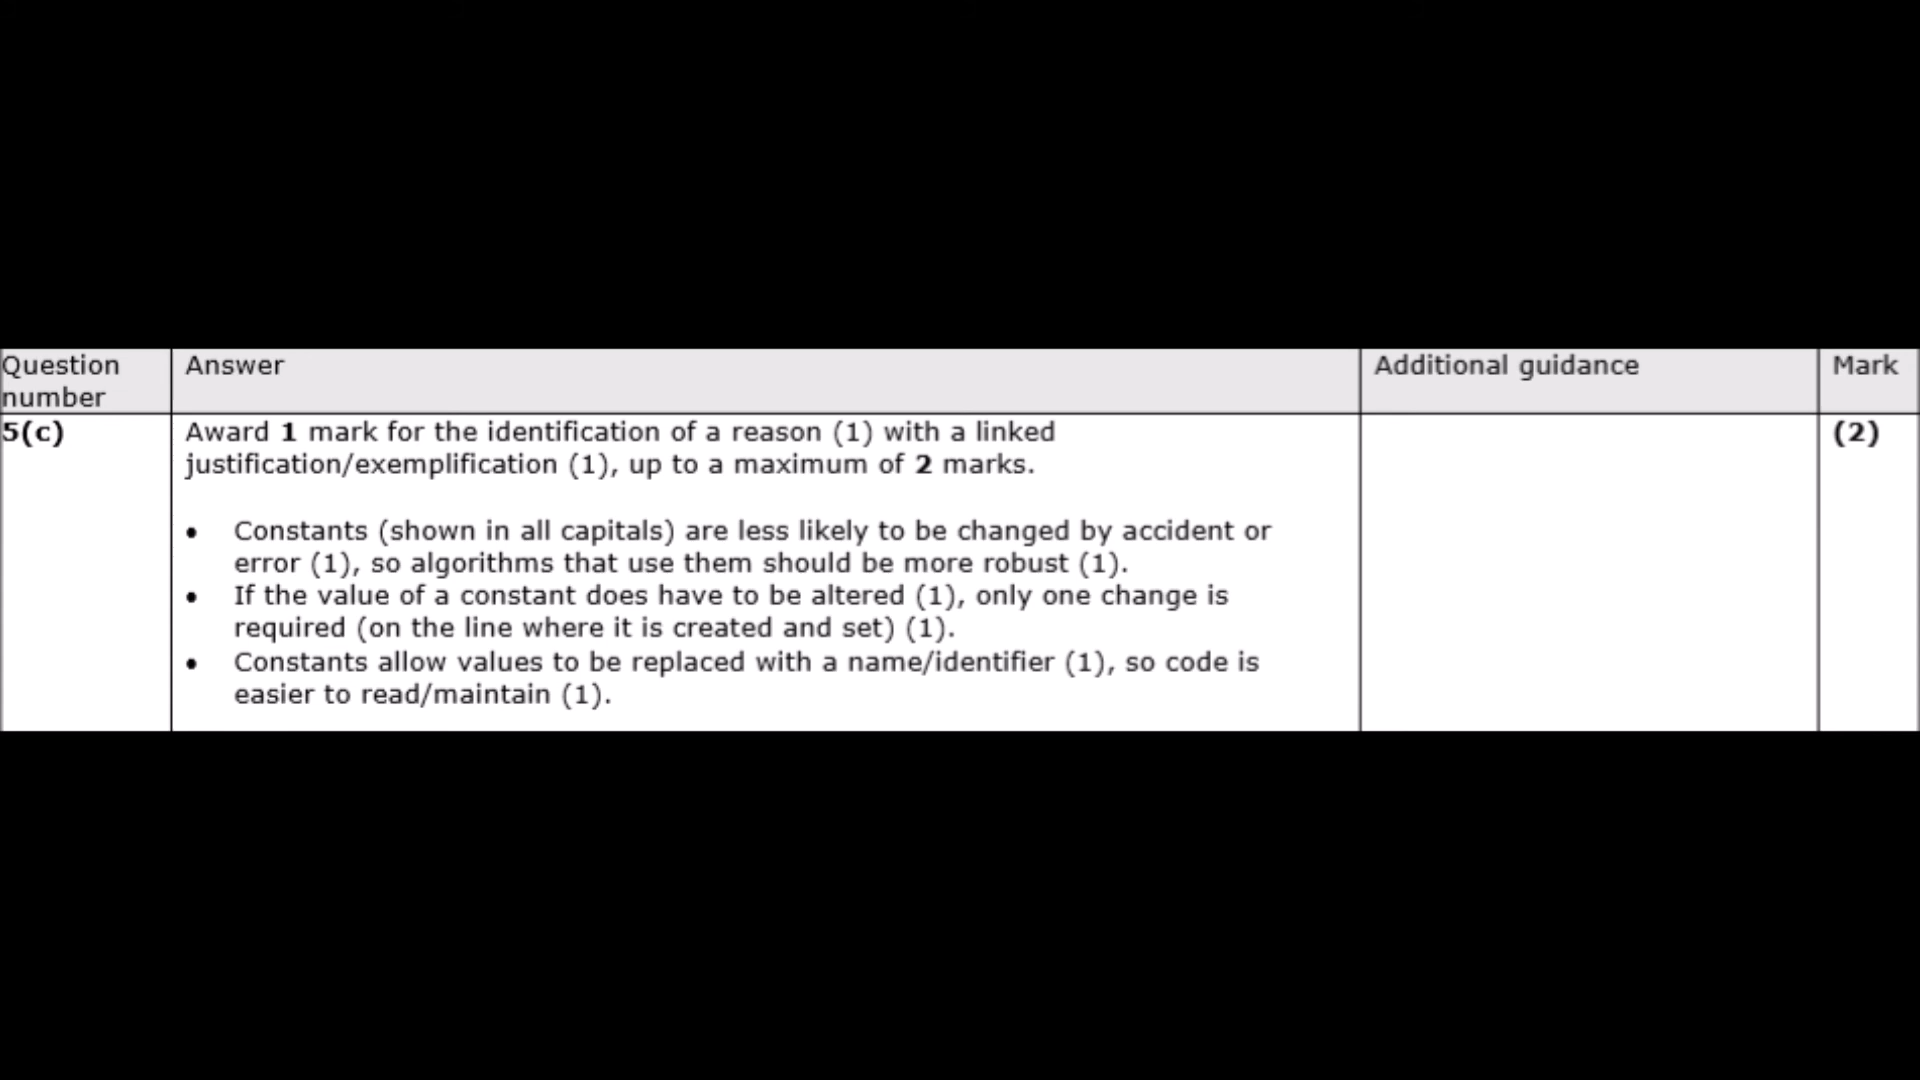 Question number
Answer
Additional guidance
Mark
5(c)
Award 1 mark for the identification of a reason (1) with a linked
justification/exemplification (1), up to a maximum of 2 marks.
(2)
• Constants (shown in all capitals) are less likely to be changed by accident or
error (1), so algorithms that use them should be more robust (1).
• If the value of a constant does have to be altered (1), only one change is
required (on the line where it is created and set) (1).
• Constants allow values to be replaced with a name/identifier (1), so code is
easier to read/maintain (1).